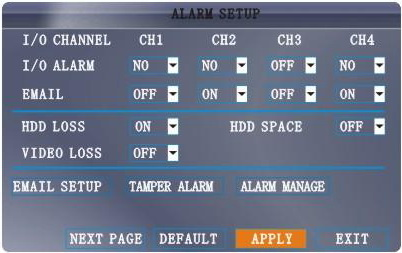 ALARM SETUP
I/O CHANNEL CH1 CH2 CH3 CH4
I/O ALARM NO NO OFF NO
EMAIL OFF ON OFF ON
HDD LOSS ON HDD SPACE OFF
VIDEO LOSS OFF
EMAIL SETUP TAMPER ALARM ALARM MANAGE
NEXT PAGE DEFAULT APPLY EXIT